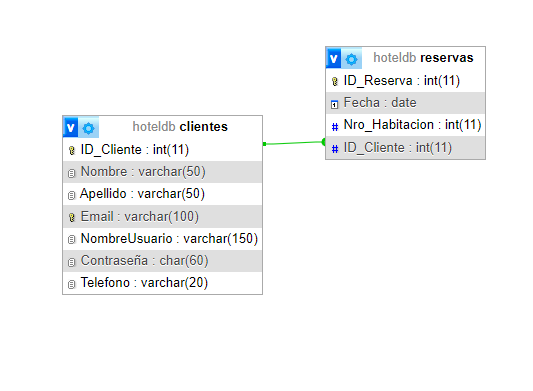 V hoteldb reservas
ID_Reserva : int(11)
Fecha : date
Nro_Habitacion : int(11)
ID_Cliente : int(11)
V hoteldb clientes
ID_Cliente : int(11)
Nombre : varchar(50)
Apellido : varchar(50)
Email : varchar(100)
NombreUsuario : varchar(150)
Contraseña : char(60)
Telefono : varchar(20)